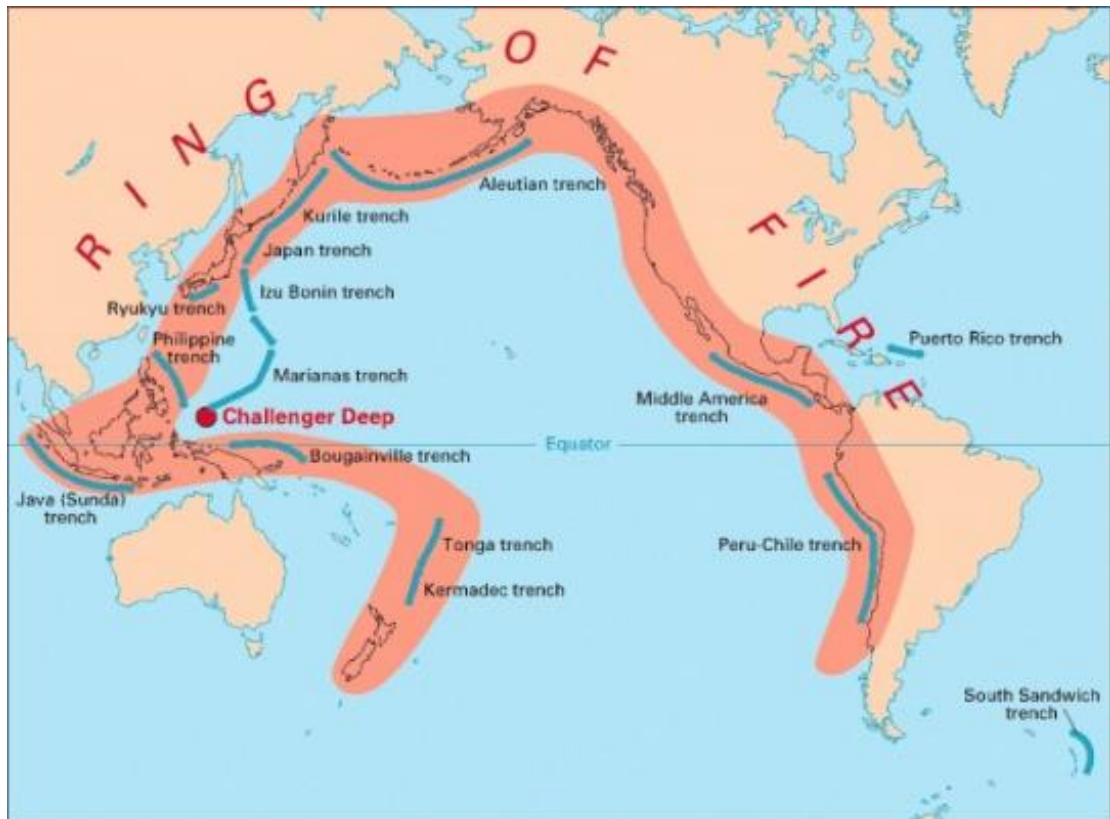 RING OF FIRE
Aleutian trench
Kurile trench
Japan trench
Izu Bonin trench
Ryukyu trench
Philippine
trench
Marianas trench
Challenger Deep
Puerto Rico trench
Middle America
trench
Equator
Bougainville trench
Java (Sunda)
trench
Tonga trench
Kermadec trench
Peru-Chile trench
South Sandwich
trench